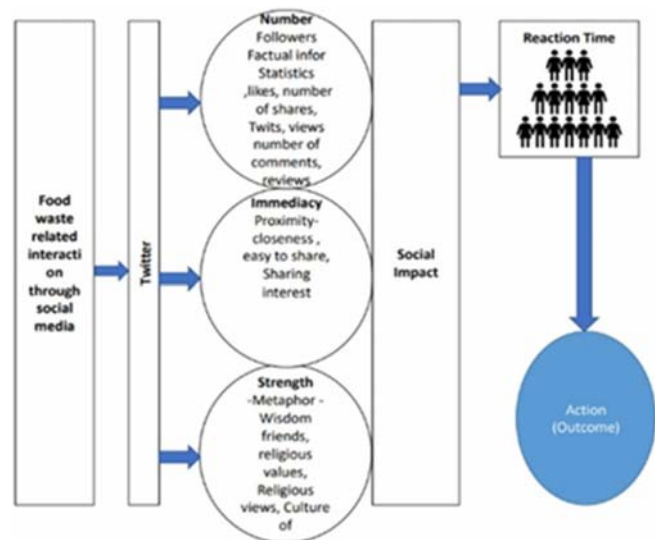 Food
waste
related
interacti
on
through
social
media
Twitter
Number
Followers
Factual infor
Statistics
,likes, number
of shares,
Twits, views
number of
comments,
reviews
Immediacy
Proximity-
closeness ,
easy to share,
Sharing
interest
Strength
-Metaphor -
Wisdom
friends,
religious
values,
Religious
views, Culture
of
Social
Impact
Reaction Time
Action
(Outcome)